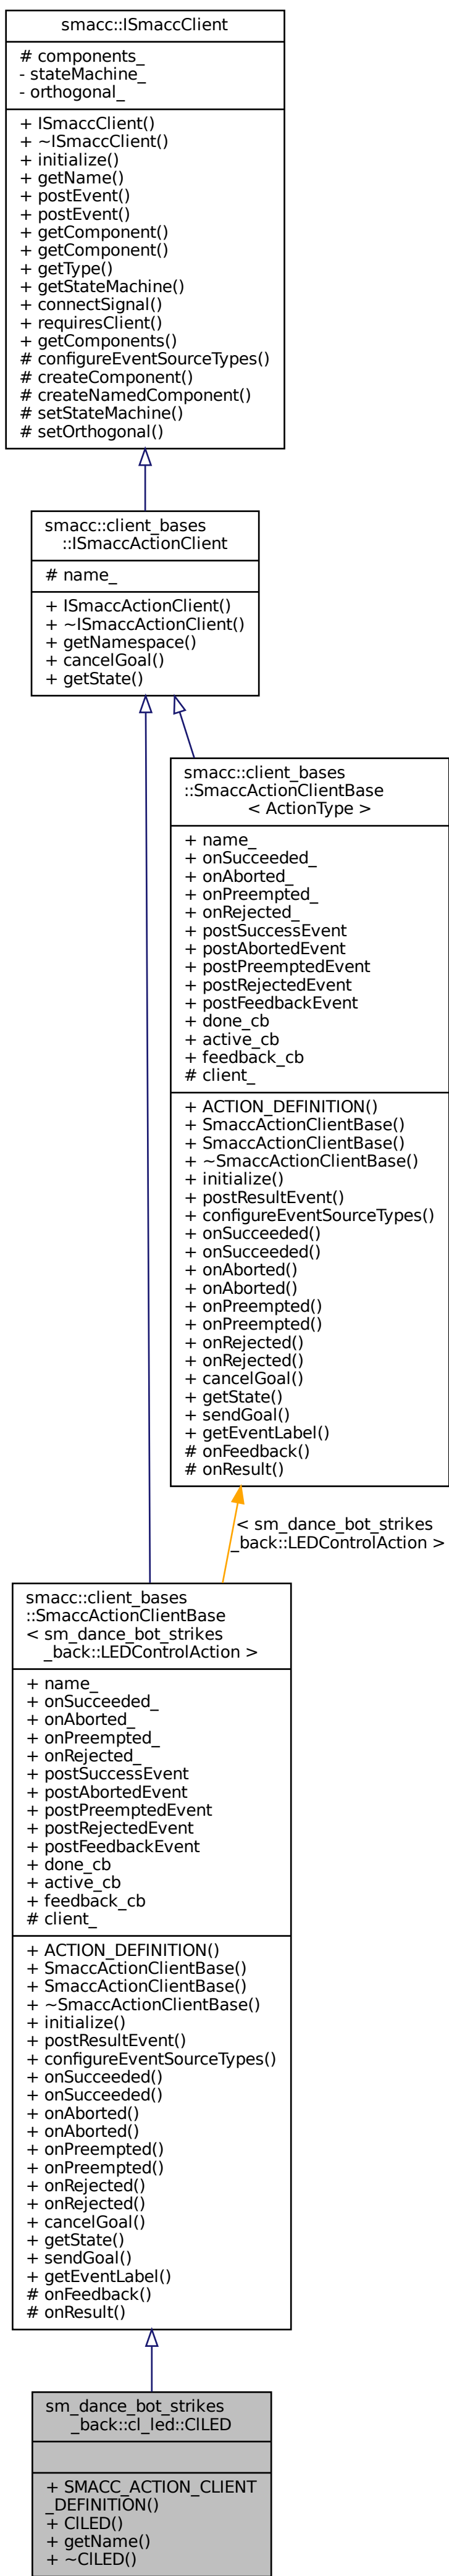 smacc::ISmaccClient
# components_
- stateMachine_
- orthogonal_
+ ISmaccClient()
+ ~ISmaccClient()
+ initialize()
+ getName()
+ postEvent()
+ postEvent()
+ getComponent()
+ getComponent()
+ getType()
+ getStateMachine()
+ connectSignal()
+ requiresClient()
+ getComponents()
# configureEventSourceTypes()
# createComponent()
# createNamedComponent()
# setStateMachine()
# setOrthogonal()
smacc::client_bases
::ISmaccActionClient
# name_
+ ISmaccActionClient()
+ ~ISmaccActionClient()
+ getNamespace()
+ cancelGoal()
+ getState()
smacc::client_bases
::SmaccActionClientBase
< ActionType >
+ name_
+ onSucceeded_
+ onAborted_
+ onPreempted_
+ onRejected_
+ postSuccessEvent
+ postAbortedEvent
+ postPreemptedEvent
+ postRejectedEvent
+ postFeedbackEvent
+ done_cb
+ active_cb
+ feedback_cb
# client_
+ ACTION_DEFINITION()
+ SmaccActionClientBase()
+ SmaccActionClientBase()
+ ~SmaccActionClientBase()
+ initialize()
+ postResultEvent()
+ configureEventSourceTypes()
+ onSucceeded()
+ onSucceeded()
+ onAborted()
+ onAborted()
+ onPreempted()
+ onPreempted()
+ onRejected()
+ onRejected()
+ cancelGoal()
+ getState()
+ sendGoal()
+ getEventLabel()
# onFeedback()
# onResult()
< sm_dance_bot_strikes
_back::LEDControlAction >
smacc::client_bases
::SmaccActionClientBase
< sm_dance_bot_strikes
_back::LEDControlAction >
+ name_
+ onSucceeded_
+ onAborted_
+ onPreempted_
+ onRejected_
+ postSuccessEvent
+ postAbortedEvent
+ postPreemptedEvent
+ postRejectedEvent
+ postFeedbackEvent
+ done_cb
+ active_cb
+ feedback_cb
# client_
+ ACTION_DEFINITION()
+ SmaccActionClientBase()
+ SmaccActionClientBase()
+ ~SmaccActionClientBase()
+ initialize()
+ postResultEvent()
+ configureEventSourceTypes()
+ onSucceeded()
+ onSucceeded()
+ onAborted()
+ onAborted()
+ onPreempted()
+ onPreempted()
+ onRejected()
+ onRejected()
+ cancelGoal()
+ getState()
+ sendGoal()
+ getEventLabel()
# onFeedback()
# onResult()
sm_dance_bot_strikes
_back::cl_led::ClLED
+ SMACC_ACTION_CLIENT
_DEFINITION()
+ ClLED()
+ getName()
+ ~ClLED()